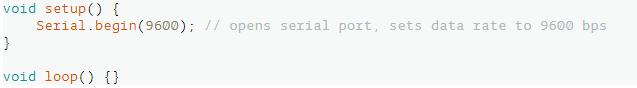 void setup() {
    Serial.begin(9600); // opens serial port, sets data rate to 9600 bps
}

void loop() {}